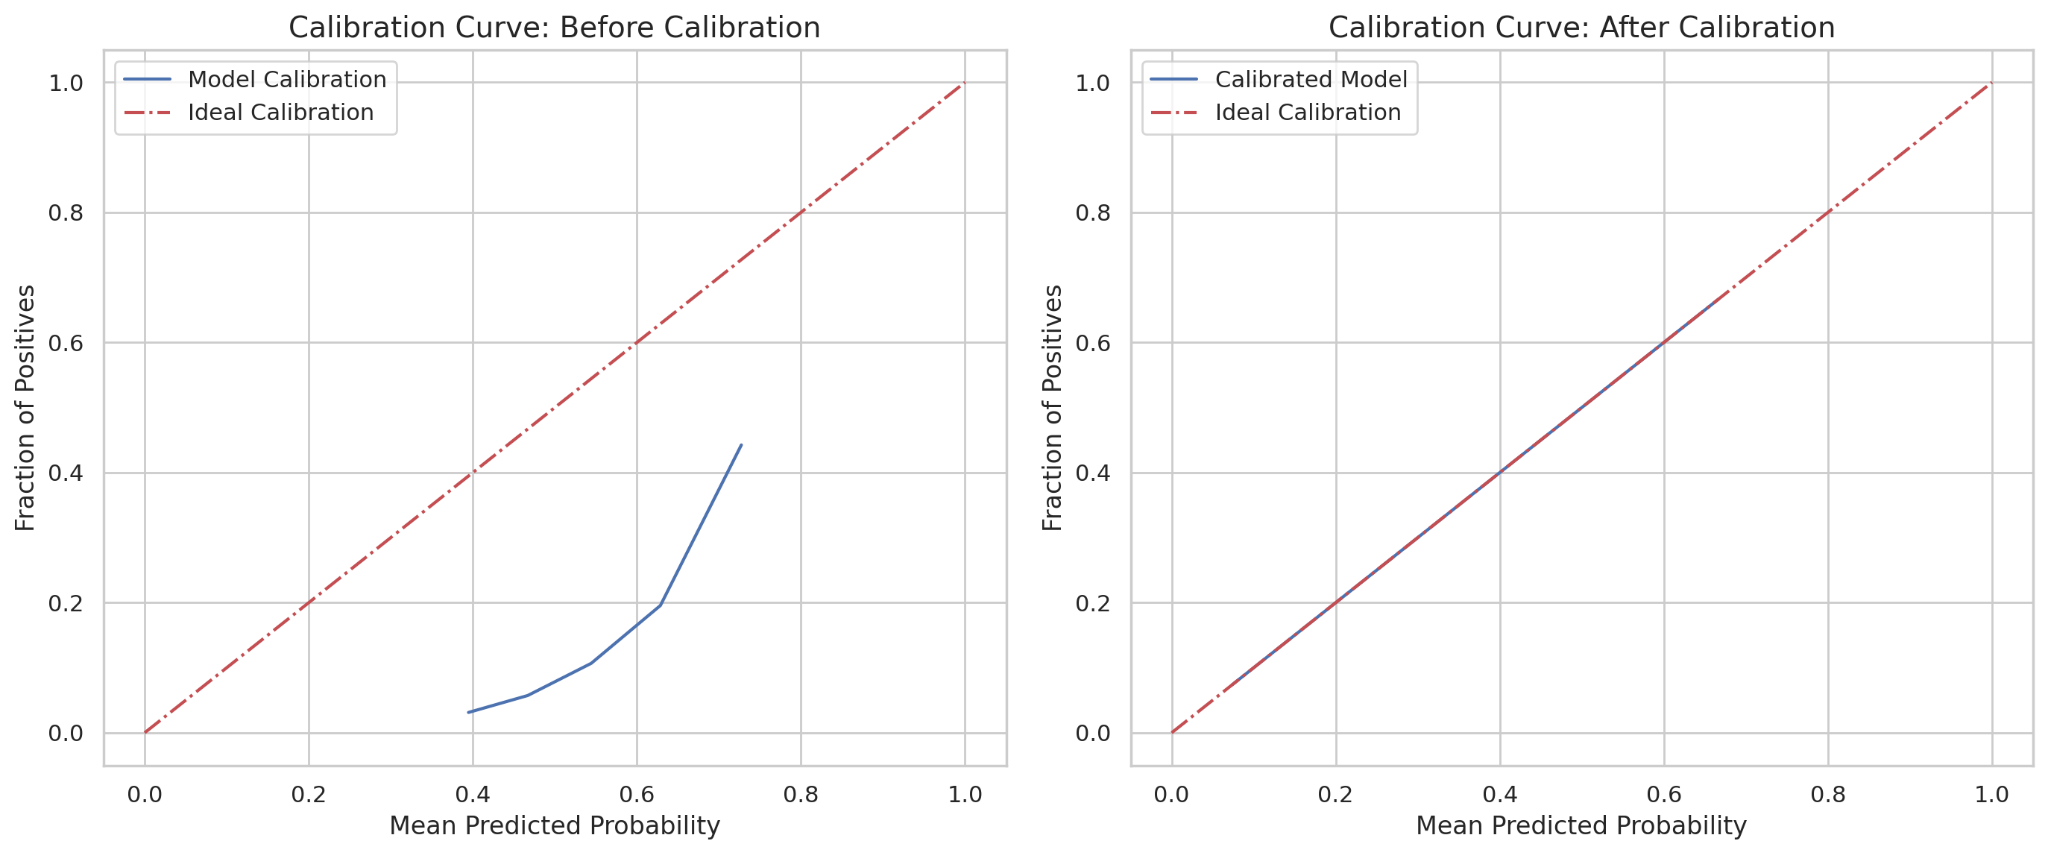 Calibration Curve: Before Calibration
Model Calibration
Ideal Calibration
1.0
0.8
0.6
0.4
0.2
0.0
Fraction of Positives
0.0 0.2 0.4 0.6 0.8 1.0
Mean Predicted Probability
Calibration Curve: After Calibration
Calibrated Model
Ideal Calibration
1.0
0.8
0.6
0.4
0.2
0.0
Fraction of Positives
0.0 0.2 0.4 0.6 0.8 1.0
Mean Predicted Probability